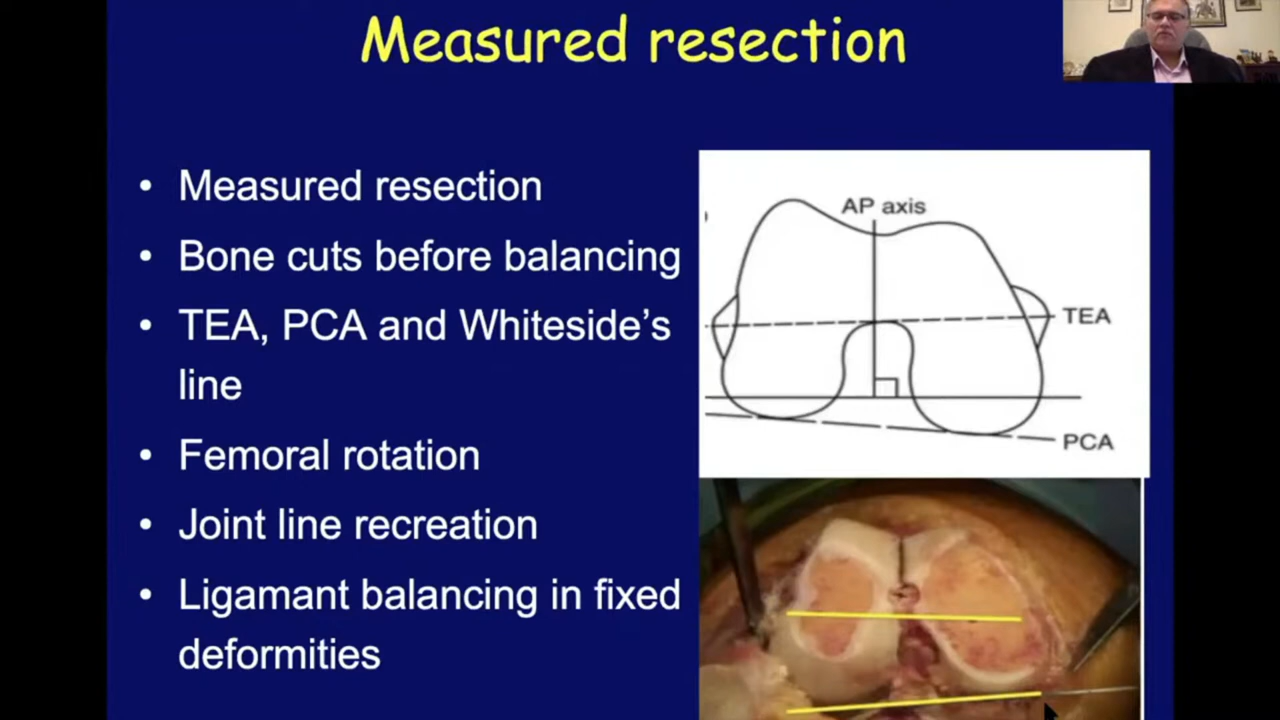 Measured resection
• Measured resection
• Bone cuts before balancing
• TEA, PCA and Whiteside's
line
• Femoral rotation
• Joint line recreation
• Ligamant balancing in fixed
deformities
AP axis
TEA
PCA